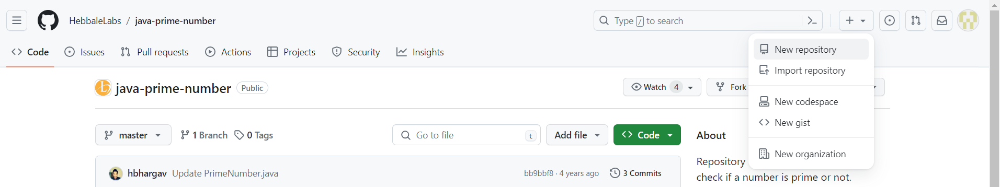 HebbaleLabs / java-prime-number
Type / to search
Code
Issues
Pull requests
Actions
Projects
Security
Insights
New repository
Import repository
New codespace
New gist
New organization
java-prime-number
Public
Watch 4
Fork
master
1 Branch
0 Tags
Go to file
t
Add file
Code
About
Repository
check if a number is prime or not.
hbhargav Update PrimeNumber.java
bb9bbf8 · 4 years ago
3 Commits